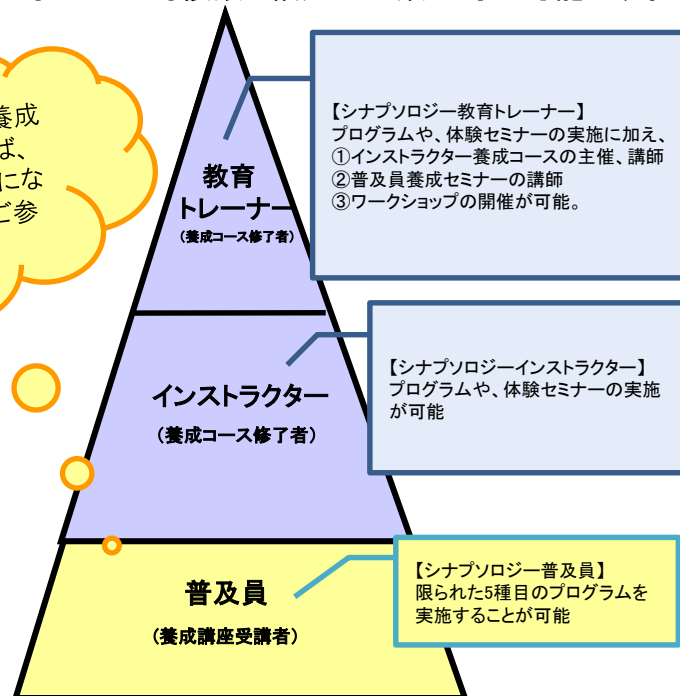 養成
ば、
にな
ご参
教育
トレーナー
(養成コース修了者)
【シナプソロジー教育トレーナー】
プログラムや、体験セミナーの実施に加え、
①インストラクター養成コースの主催、講師
②普及員養成セミナーの講師
③ワークショップの開催が可能。
インストラクター
(養成コース修了者)
【シナプソロジーインストラクター】
プログラムや、体験セミナーの実施
が可能
普及員
(養成講座受講者)
【シナプソロジー普及員】
限られた5種目のプログラムを
実施することが可能